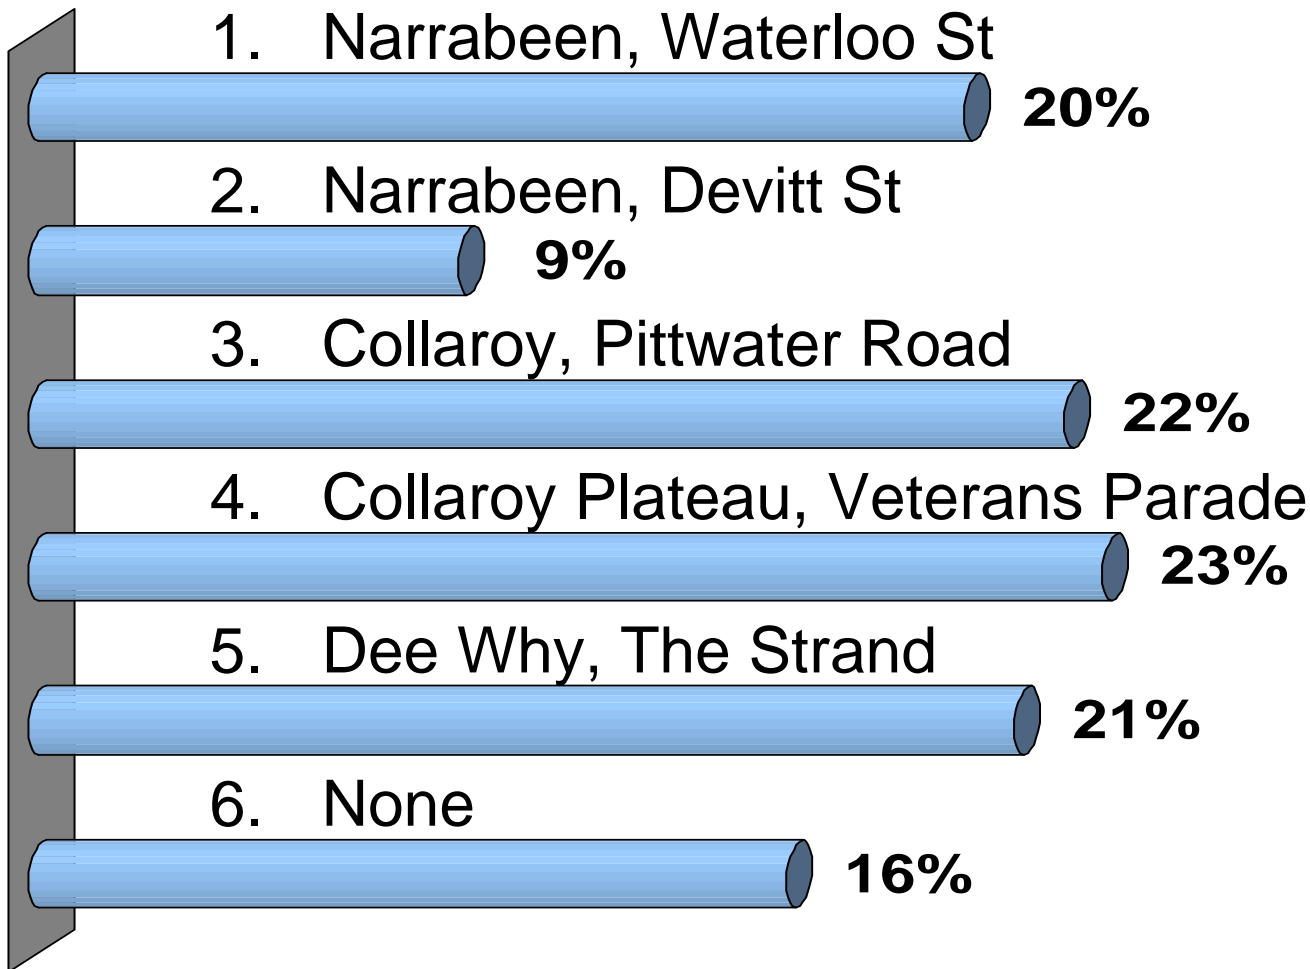 1. Narrabeen, Waterloo St
20%
2. Narrabeen, Devitt St
9%
3. Collaroy, Pittwater Road
22%
4. Collaroy Plateau, Veterans Parade
23%
5. Dee Why, The Strand
21%
6. None
16%